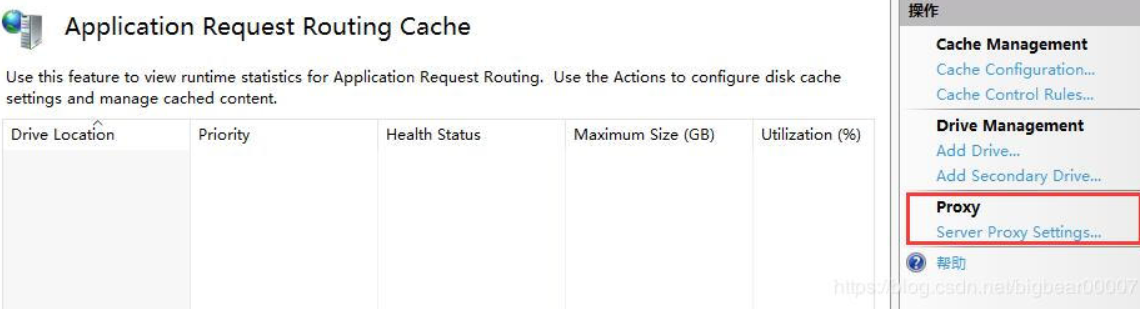 Application Request Routing Cache
Use this feature to view runtime statistics for Application Request Routing.  Use the Actions to configure disk cache
settings and manage cached content.
Drive Location
Priority
Health Status
Maximum Size (GB)
Utilization (%)
操作
Cache Management
Cache Configuration...
Cache Control Rules...
Drive Management
Add Drive...
Add Secondary Drive...
Proxy
Server Proxy Settings...
帮助
https://blog.csdn.net/bigbear00007